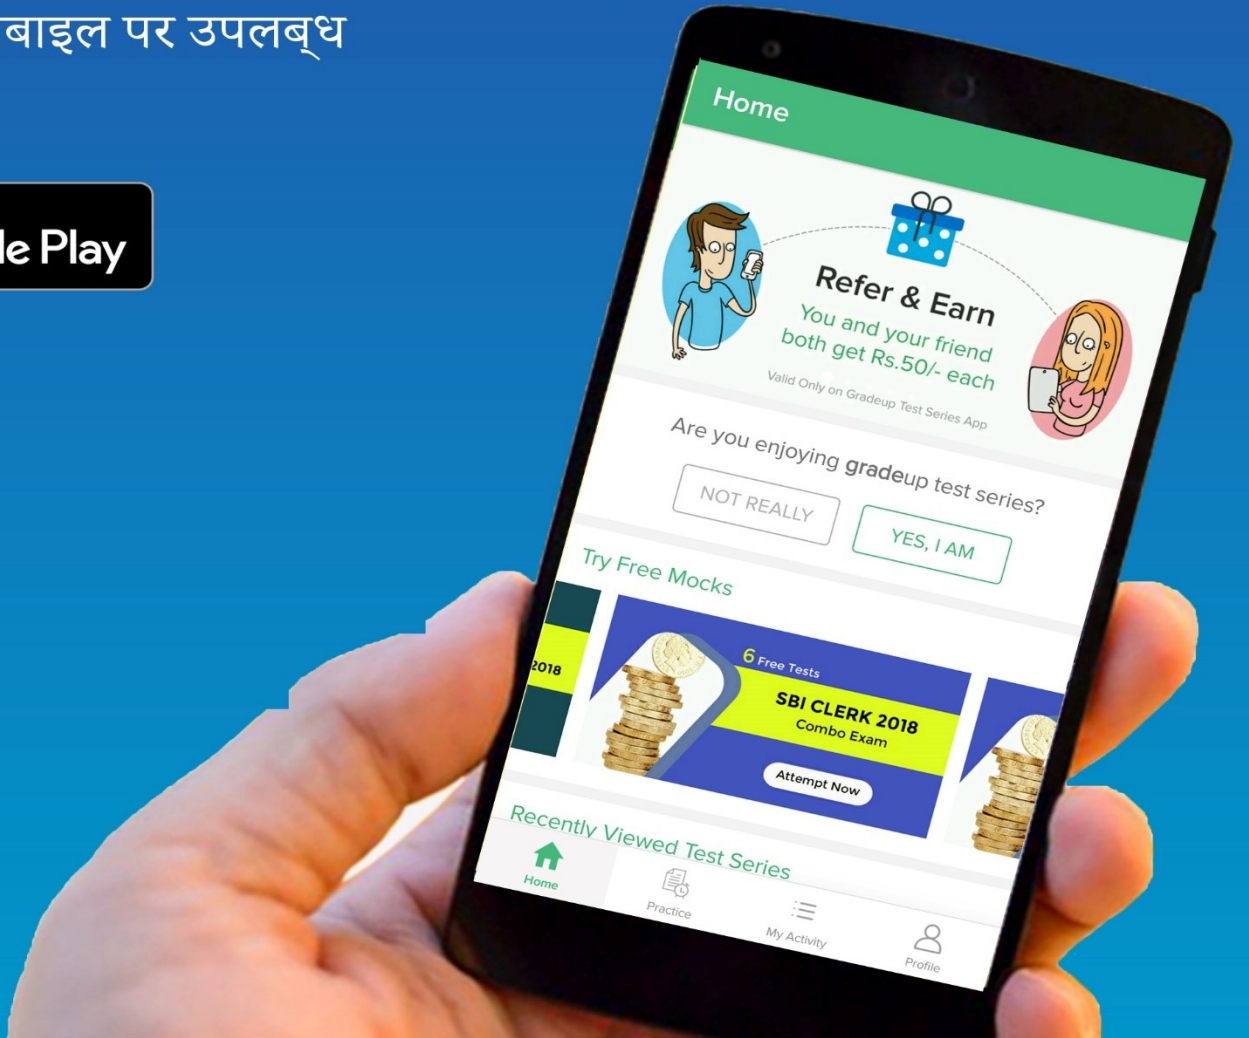 बाइल पर उपलब्ध
le Play
Home
Refer & Earn
You and your friend
both get Rs.50/- each
Valid Only on Gradeup Test Series App
Are you enjoying gradeup test series?
NOT REALLY
YES, I AM
Try Free Mocks
2018
6 Free Tests
SBI CLERK 2018
Combo Exam
Attempt Now
Recently Viewed Test Series
Home
Practice
My Activity
Profile